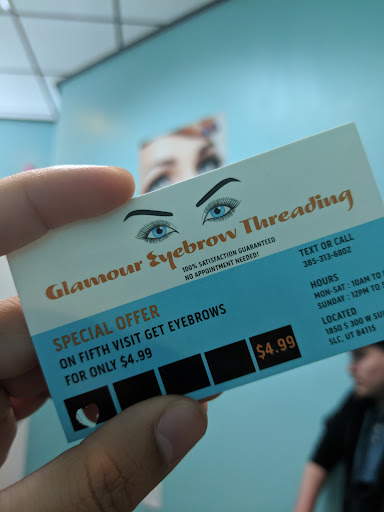 Glamour Eyebrow Threading
100% SATISFACTION GUARANTEED
NO APPOINTMENT NEEDED!
SPECIAL OFFER
ON FIFTH VISIT GET EYEBROWS
FOR ONLY $4.99
$4.99
TEXT OR CALL
385-313-6802
HOURS
MON-SAT : 10AM TO
SUNDAY : 12PM TO
LOCATED
1850 S 300 W
SLC, UT 84115